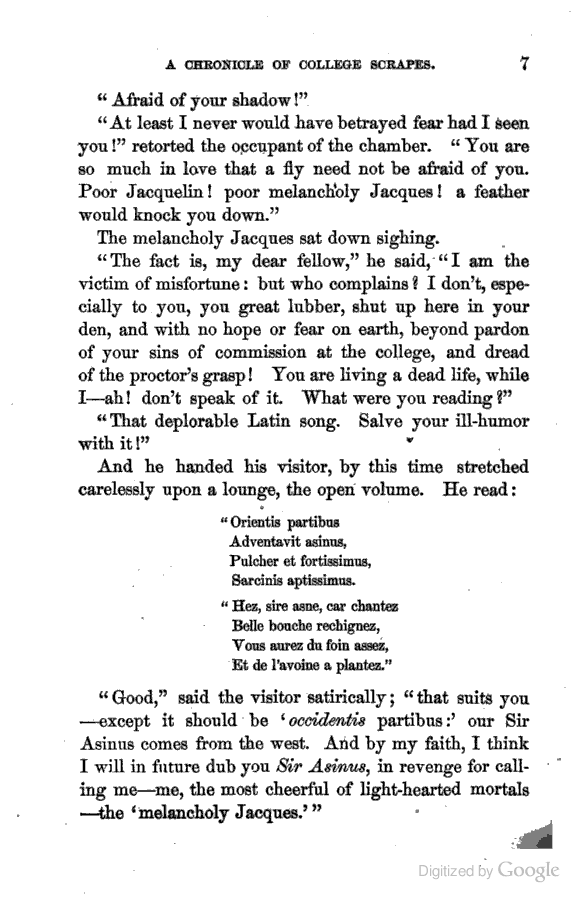 A CHRONICLE OF COLLEGE SCRAPES. 7
“ Afraid of your shadow !”
“ At least I never would have betrayed fear had I seen
you !” retorted the occupant of the chamber. “ You are
so much in love that a fly need not be afraid of you.
Poor Jacquelin ! poor melancholy Jacques ! a feather
would knock you down.”
The melancholy Jacques sat down sighing.
“ The fact is, my dear fellow,” he said, “ I am the
victim of misfortune : but who complains ? I don’t, espe-
cially to you, you great lubber, shut up here in your
den, and with no hope or fear on earth, beyond pardon
of your sins of commission at the college, and dread
of the proctor’s grasp ! You are living a dead life, while
I—ah ! don’t speak of it. What were you reading ?”
“ That deplorable Latin song. Salve your ill-humor
with it !”
And he handed his visitor, by this time stretched
carelessly upon a lounge, the open volume. He read :
“ Orientis partibus
Adventavit asinus,
Pulcher et fortissimus,
Sarcinis aptissimus.
“ Hez, sire asne, car chantez
Belle bouche rechignez,
Vous aurez du foin assez,
Et de l’avoine a plantez.”
“ Good,” said the visitor satirically ; “ that suits you
—except it should be ‘ occidentis partibus :’ our Sir
Asinus comes from the west. And by my faith, I think
I will in future dub you Sir Asinus, in revenge for call-
ing me—me, the most cheerful of light-hearted mortals
—the ‘ melancholy Jacques.’ ”
Digitized by Google